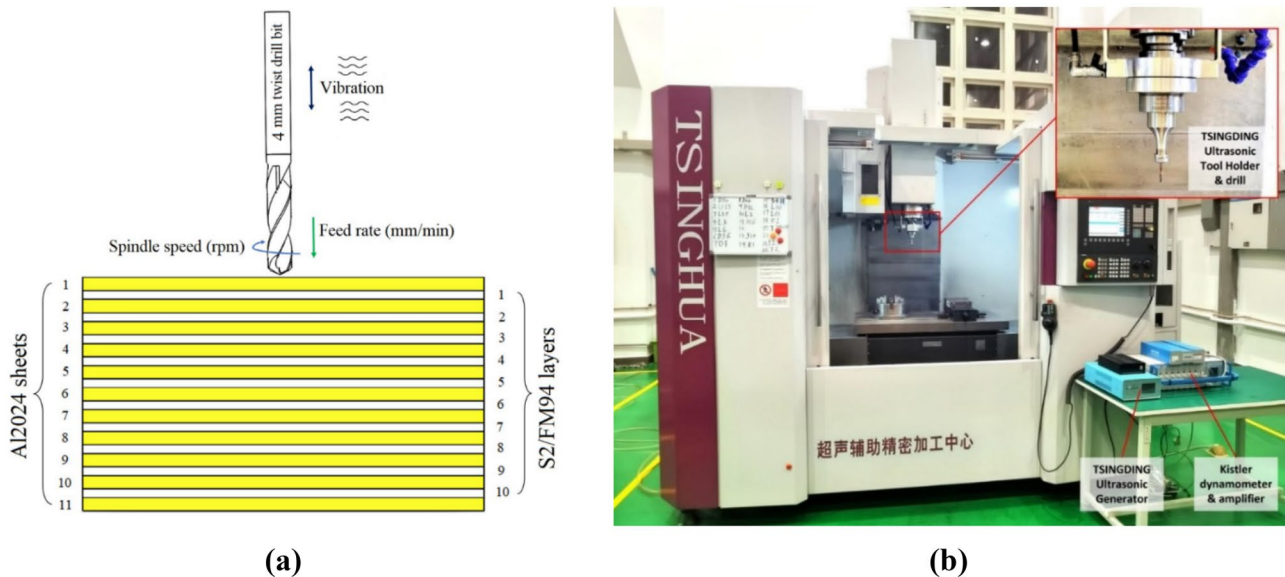 4 mm twist drill bit
Vibration
Feed rate (mm/min)
Spindle speed (rpm)
Al2024 sheets
1
2
3
4
5
6
7
8
9
10
11
1
2
3
4
5
6
7
8
9
10
S2/FM94 layers
(a)
TSINGHUA
TSINGDING
Ultrasonic
Tool Holder
& drill
超声辅助精密加工中心
TSINGDING
Ultrasonic
Generator
Kistler
dynamometer
& amplifier
(b)